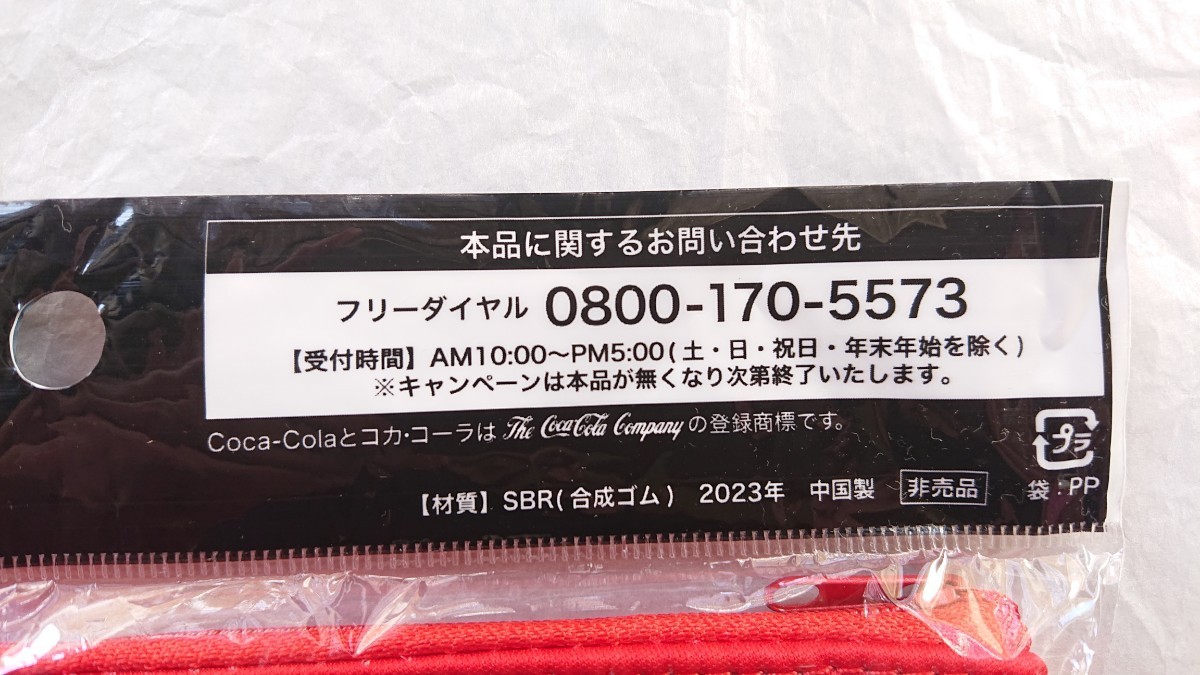 本品に関するお問い合わせ先
フリーダイヤル 0800-170-5573
【受付時間】AM10:00〜PM5:00(土・日・祝日・年末年始を除く)
※キャンペーンは本品が無くなり次第終了いたします。
Coca-Colaとコカ・コーラは The Coca-Cola Company の登録商標です。
プラ
【材質】SBR(合成ゴム) 2023年 中国製 非売品 袋:PP